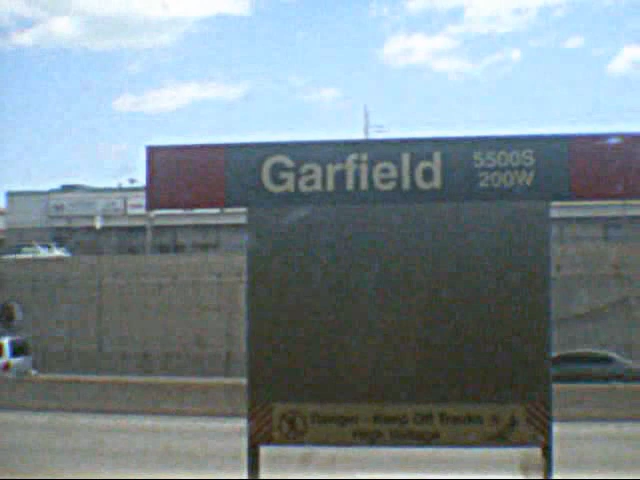 Garfield
5500S
200W
Danger - Keep Off Tracks
High Voltage